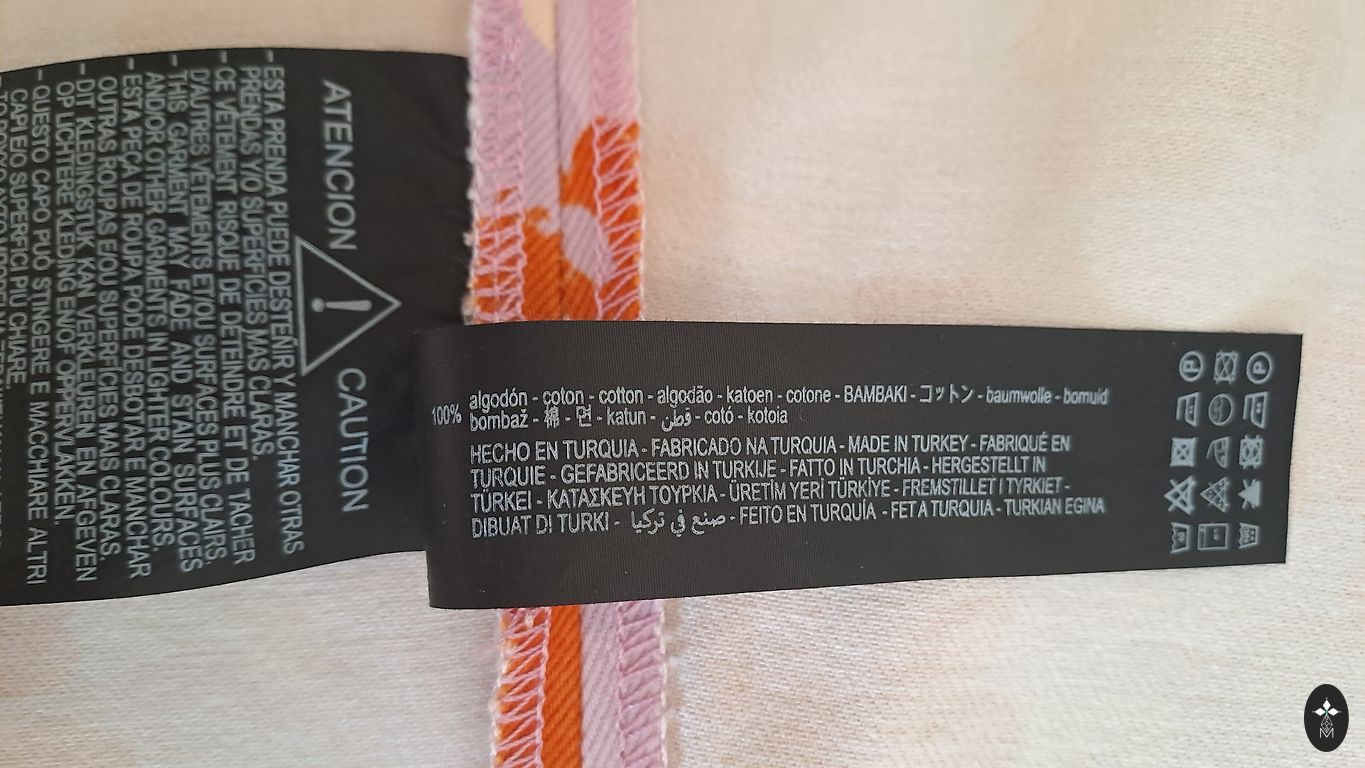 ATENCION ! CAUTION
- ESTA PRENDA PUEDE DESTEÑIR Y MANCHAR OTRAS
PRENDAS Y/O SUPERFICIES MAS CLARAS.
- CE VÊTEMENT RISQUE DE DÉTEINDRE ET DE TACHER
D'AUTRES VÊTEMENTS ET/OU SURFACES PLUS CLAIRS.
- THIS GARMENT MAY FADE AND STAIN SURFACES
AND/OR OTHER GARMENTS IN LIGHTER COLOURS.
- ESTA PEÇA DE ROUPA PODE DESBOTAR E MANCHAR
OUTRAS ROUPAS E/OU SUPERFÍCIES MAIS CLARAS.
- DIT KLEDINGSTUK KAN VERKLEUREN EN AFGEVEN
OP LICHTERE KLEDING EN/OF OPPERVLAKKEN.
- QUESTO CAPO PUÒ STINGERE E MACCHIARE ALTRI
CAPI E/O SUPERFICI PIÙ CHIARE.
100% algodón - coton - cotton - algodão - katoen - cotone - BAMBAKI - コットン - baumwolle - bomuld
bombaž - 棉 - 면 - katun - قطن - cotó - kotoia
HECHO EN TURQUIA - FABRICADO NA TURQUIA - MADE IN TURKEY - FABRIQUÉ EN
TURQUIE - GEFABRICEERD IN TURKIJE - FATTO IN TURCHIA - HERGESTELLT IN
TÜRKEI - ΚΑΤΑΣΚΕΥΗ ΤΟΥΡΚΙΑ - ÜRETİM YERİ TÜRKİYE - FREMSTILLET I TYRKIET -
DIBUAT DI TURKI - صنع في تركيا - FEITO EN TURQUÍA - FET A TURQUIA - TURKIAN EGINA
P P
M